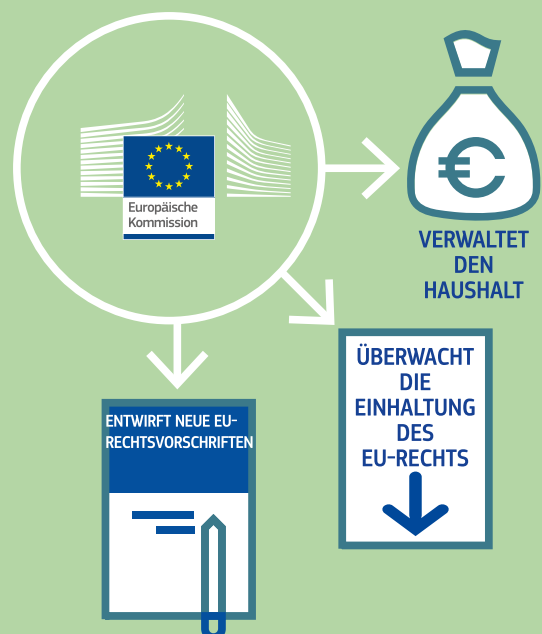 Europäische
Kommission
€
VERWALTET
DEN
HAUSHALT
ÜBERWACHT
DIE
EINHALTUNG
DES
EU-RECHTS
ENTWIRFT NEUE EU-
RECHTSVORSCHRIFTEN